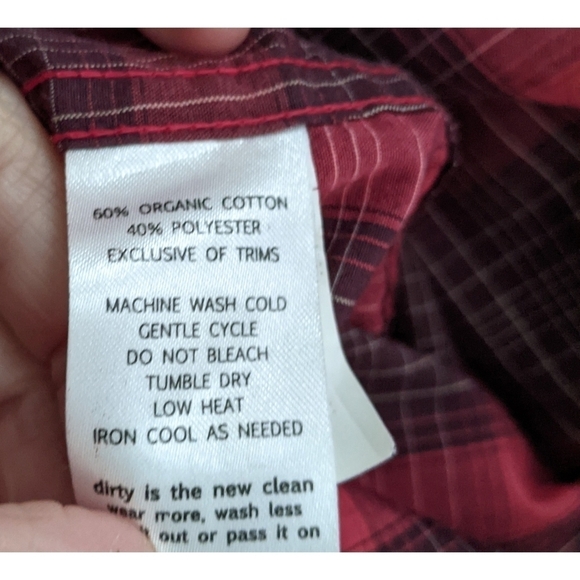 60% ORGANIC COTTON
40% POLYESTER
EXCLUSIVE OF TRIMS
MACHINE WASH COLD
GENTLE CYCLE
DO NOT BLEACH
TUMBLE DRY
LOW HEAT
IRON COOL AS NEEDED
dirty is the new clean
wear more, wash less
out or pass it on